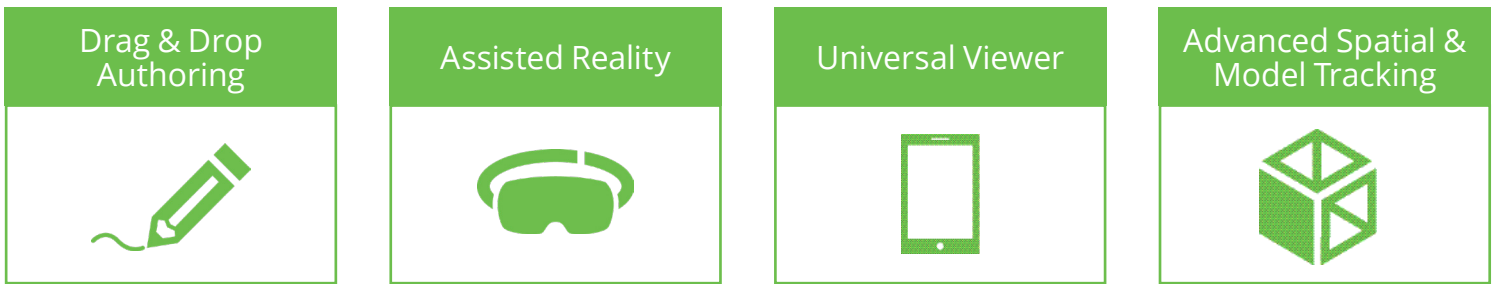 Drag & Drop
Authoring
Assisted Reality
Universal Viewer
Advanced Spatial &
Model Tracking